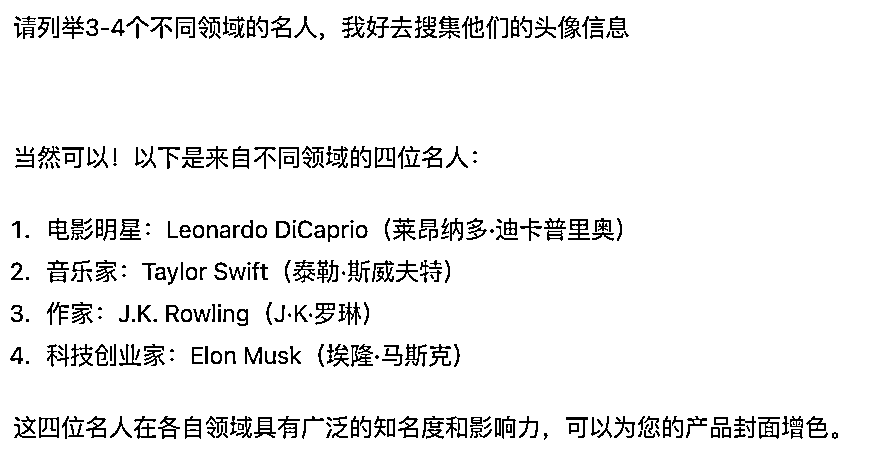 请列举3-4个不同领域的名人，我好去搜集他们的头像信息
当然可以！以下是来自不同领域的四位名人：
1. 电影明星：Leonardo DiCaprio（莱昂纳多·迪卡普里奥）
2. 音乐家：Taylor Swift（泰勒·斯威夫特）
3. 作家：J.K. Rowling（J·K·罗琳）
4. 科技创业家：Elon Musk（埃隆·马斯克）
这四位名人在各自领域具有广泛的知名度和影响力，可以为您的产品封面增色。